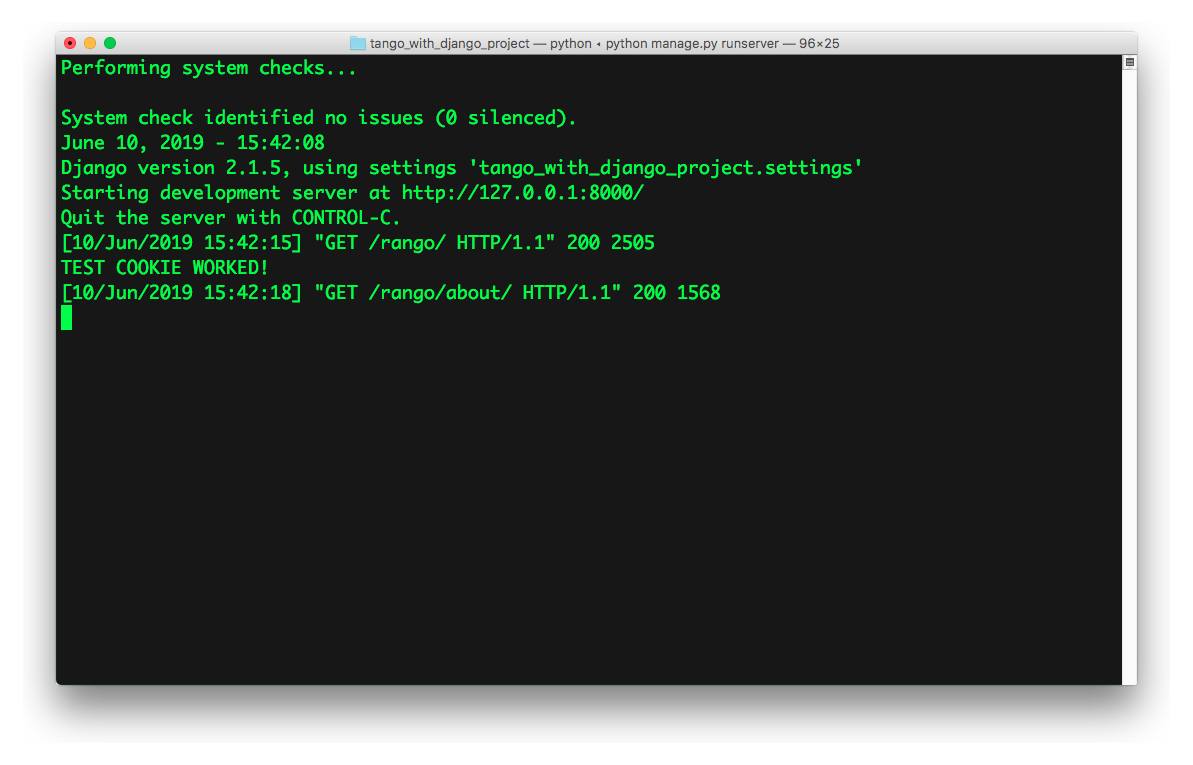 tango_with_django_project — python ◂ python manage.py runserver — 96×25
Performing system checks...
System check identified no issues (0 silenced).
June 10, 2019 - 15:42:08
Django version 2.1.5, using settings 'tango_with_django_project.settings'
Starting development server at http://127.0.0.1:8000/
Quit the server with CONTROL-C.
[10/Jun/2019 15:42:15] "GET /rango/ HTTP/1.1" 200 2505
TEST COOKIE WORKED!
[10/Jun/2019 15:42:18] "GET /rango/about/ HTTP/1.1" 200 1568